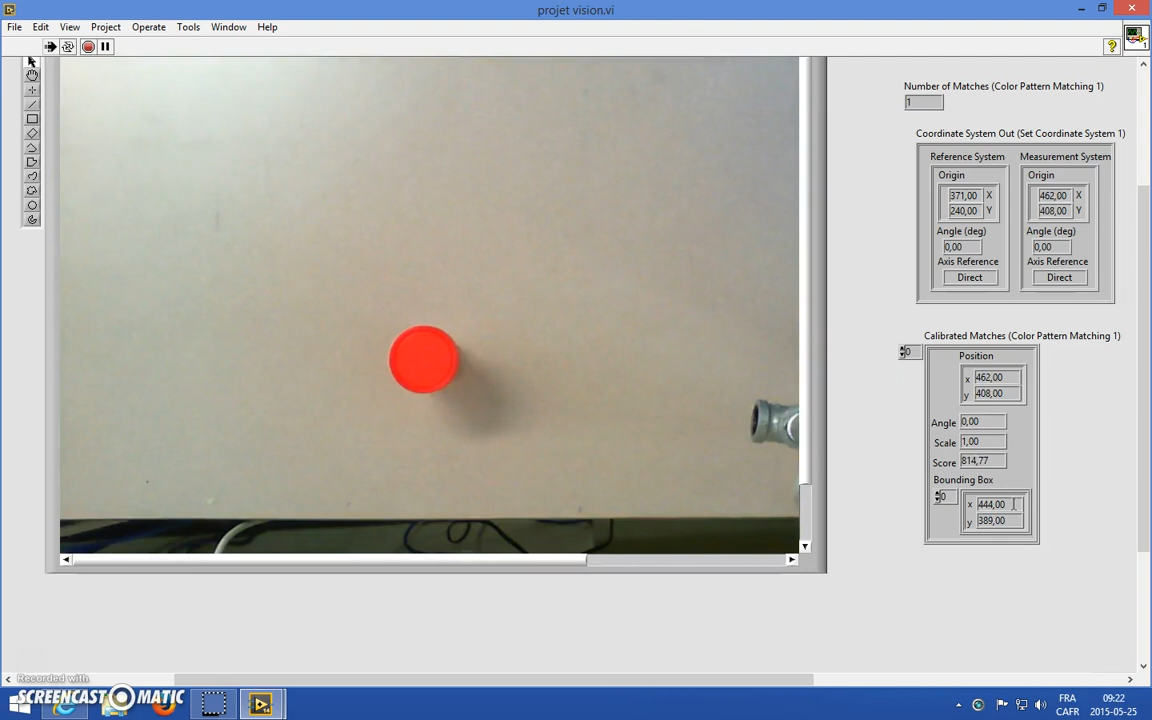 projet vision.vi
File Edit View Project Operate Tools Window Help
Number of Matches (Color Pattern Matching 1)
1
Coordinate System Out (Set Coordinate System 1)
Reference System Measurement System
Origin Origin
371,00 X 462,00 X
240,00 Y 408,00 Y
Angle (deg) Angle (deg)
0,00 0,00
Axis Reference Axis Reference
Direct Direct
Calibrated Matches (Color Pattern Matching 1)
0
Position
x 462,00
y 408,00
Angle 0,00
Scale 1,00
Score 814,77
Bounding Box
0
x 444,00
y 389,00
Recorded with
SCREENCAST MATIC
FRA 09:22
CAFR 2015-05-25